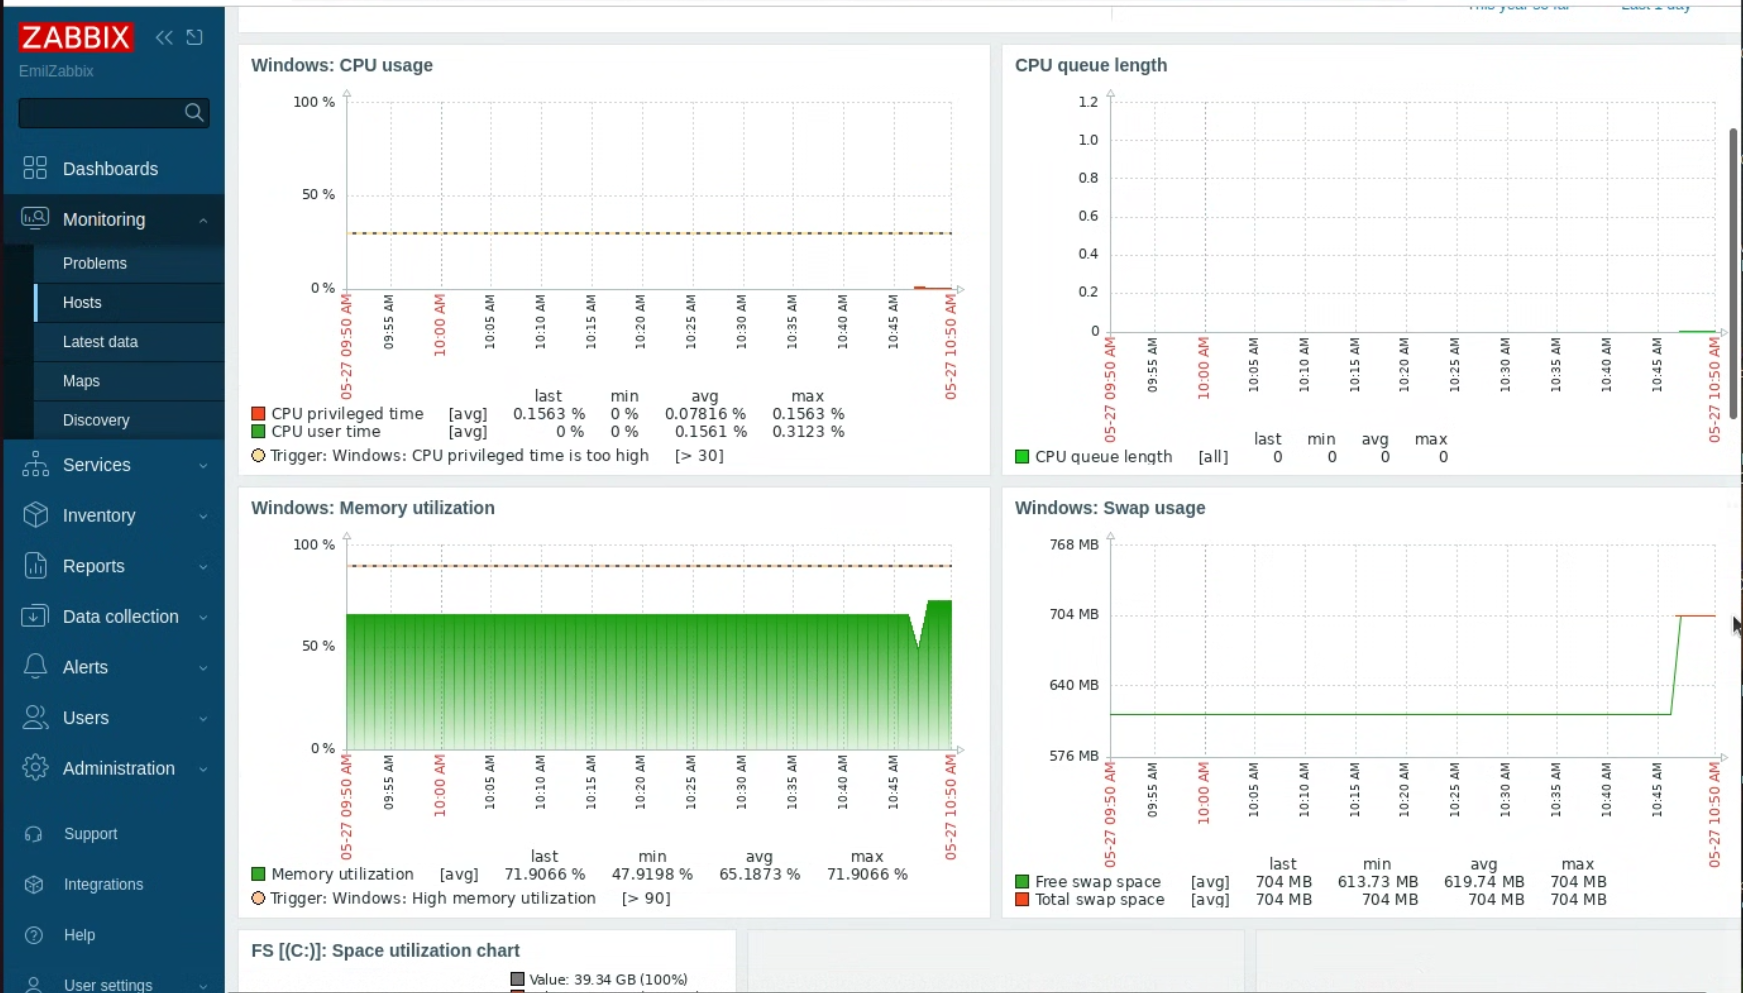 This year so far Last 1 day
ZABBIX
EmilZabbix
Dashboards
Monitoring
Problems
Hosts
Latest data
Maps
Discovery
Services
Inventory
Reports
Data collection
Alerts
Users
Administration
Support
Integrations
Help
User settings
Windows: CPU usage
100 %
50 %
0 %
05-27 09:50 AM
09:55 AM
10:00 AM
10:05 AM
10:10 AM
10:15 AM
10:20 AM
10:25 AM
10:30 AM
10:35 AM
10:40 AM
10:45 AM
05-27 10:50 AM
last min avg max
CPU privileged time [avg] 0.1563 % 0 % 0.07816 % 0.1563 %
CPU user time [avg] 0 % 0 % 0.1561 % 0.3123 %
Trigger: Windows: CPU privileged time is too high [> 30]
CPU queue length
1.2
1.0
0.8
0.6
0.4
0.2
0
05-27 09:50 AM
09:55 AM
10:00 AM
10:05 AM
10:10 AM
10:15 AM
10:20 AM
10:25 AM
10:30 AM
10:35 AM
10:40 AM
10:45 AM
05-27 10:50 AM
last min avg max
CPU queue length [all] 0 0 0 0
Windows: Memory utilization
100 %
50 %
0 %
05-27 09:50 AM
09:55 AM
10:00 AM
10:05 AM
10:10 AM
10:15 AM
10:20 AM
10:25 AM
10:30 AM
10:35 AM
10:40 AM
10:45 AM
05-27 10:50 AM
last min avg max
Memory utilization [avg] 71.9066 % 47.9198 % 65.1873 % 71.9066 %
Trigger: Windows: High memory utilization [> 90]
Windows: Swap usage
768 MB
704 MB
640 MB
576 MB
05-27 09:50 AM
09:55 AM
10:00 AM
10:05 AM
10:10 AM
10:15 AM
10:20 AM
10:25 AM
10:30 AM
10:35 AM
10:40 AM
10:45 AM
05-27 10:50 AM
last min avg max
Free swap space [avg] 704 MB 613.73 MB 619.74 MB 704 MB
Total swap space [avg] 704 MB 704 MB 704 MB 704 MB
FS [(C:)]: Space utilization chart
Value: 39.34 GB (100%)